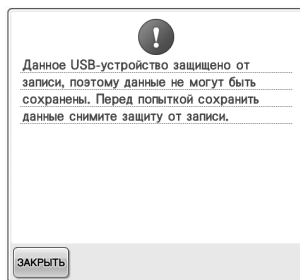 Данное USB-устройство защищено от
записи, поэтому данные не могут быть
сохранены. Перед попыткой сохранить
данные снимите защиту от записи.
ЗАКРЫТЬ